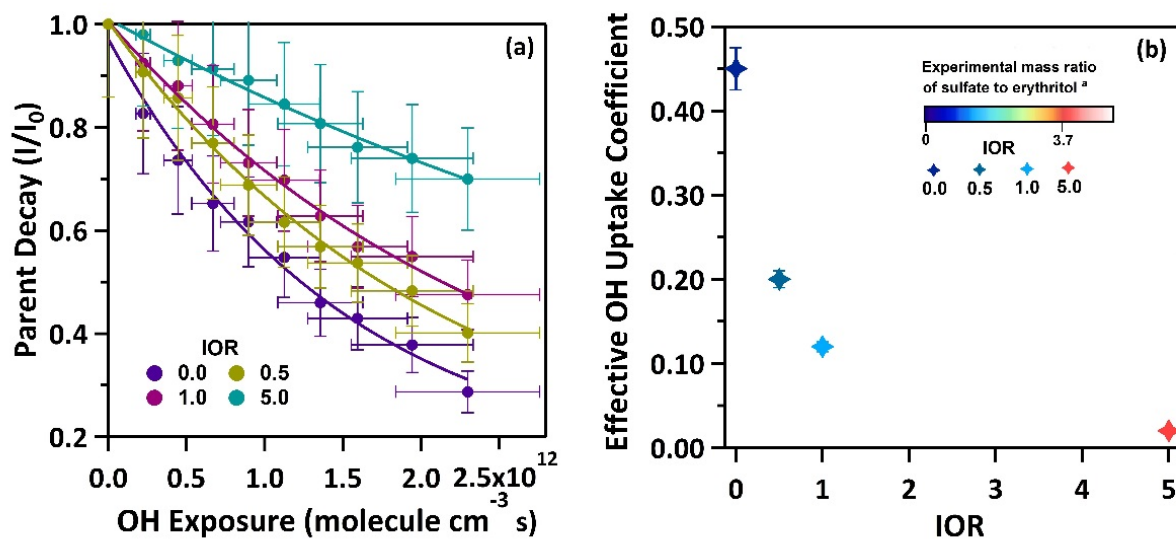 (a)
Parent Decay (I/I0)
1.0
0.8
0.6
0.4
0.2
IOR
0.0 0.5
1.0 5.0
0.0 0.5 1.0 1.5 2.0 2.5x10^12
OH Exposure (molecule cm^-3 s)
(b)
Effective OH Uptake Coefficient
0.50
0.40
0.30
0.20
0.10
0.00
Experimental mass ratio
of sulfate to erythritol a
0 3.7
IOR
0.0 0.5 1.0 5.0
0 1 2 3 4 5
IOR